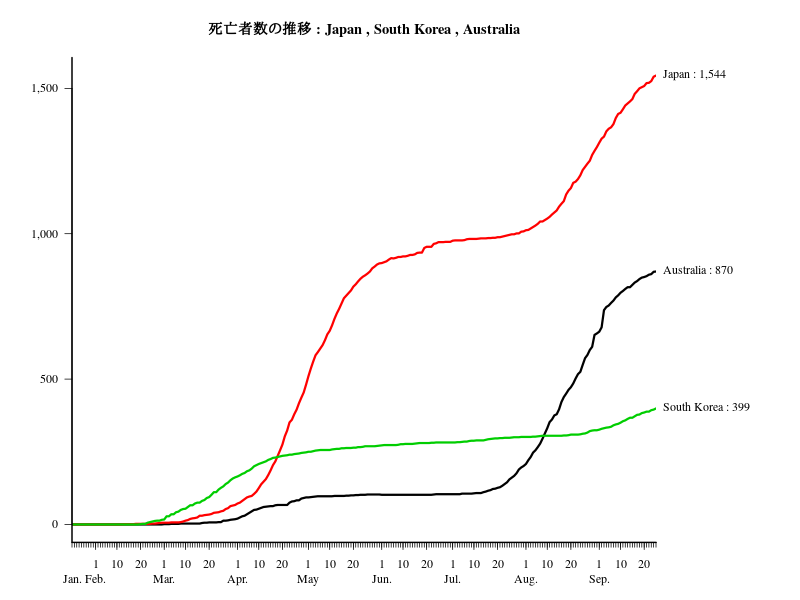 死亡者数の推移 : Japan , South Korea , Australia
Japan : 1,544
1,500
1,000
Australia : 870
500
South Korea : 399
0
1 10 20 1 10 20 1 10 20 1 10 20 1 10 20 1 10 20 1 10 20 1 10 20
Jan. Feb. Mar. Apr. May Jun. Jul. Aug. Sep.